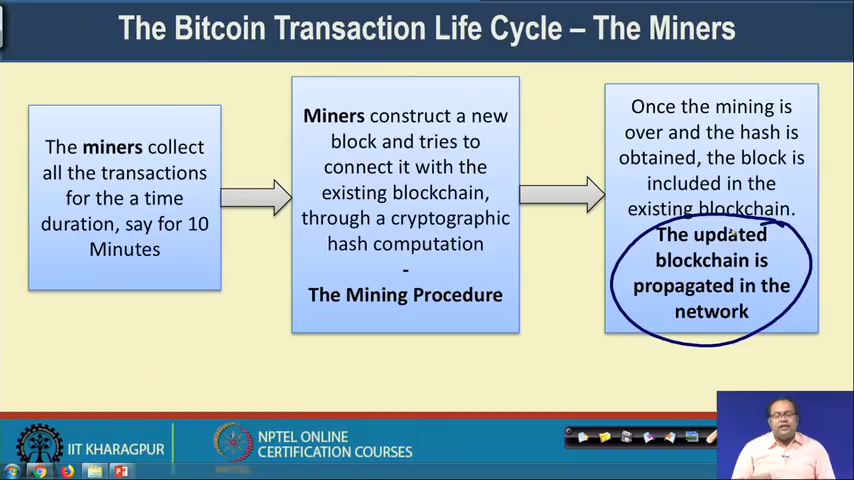 The Bitcoin Transaction Life Cycle – The Miners
The miners collect
all the transactions
for the a time
duration, say for 10
Minutes
Miners construct a new
block and tries to
connect it with the
existing blockchain,
through a cryptographic
hash computation
-
The Mining Procedure
Once the mining is
over and the hash is
obtained, the block is
included in the
existing blockchain.
The updated
blockchain is
propagated in the
network
IIT KHARAGPUR
NPTEL ONLINE
CERTIFICATION COURSES